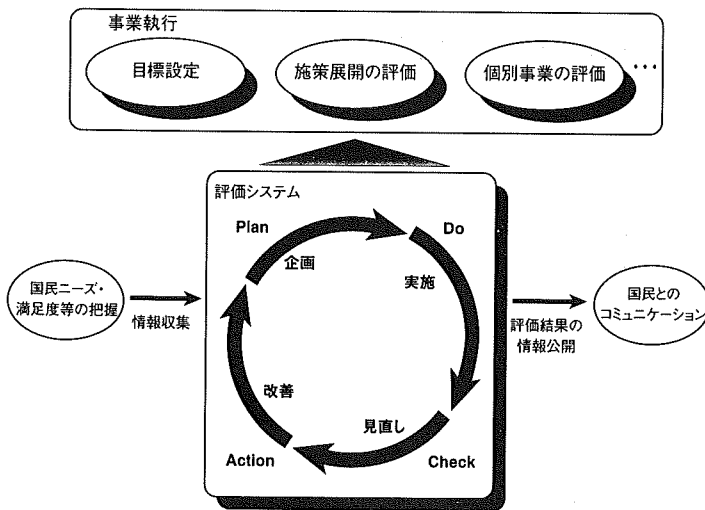 事業執行
目標設定
施策展開の評価
個別事業の評価
…
評価システム
Plan
Do
企画
実施
国民ニーズ・
満足度等の把握
情報収集
評価結果の
情報公開
国民との
コミュニケーション
改善
見直し
Action
Check